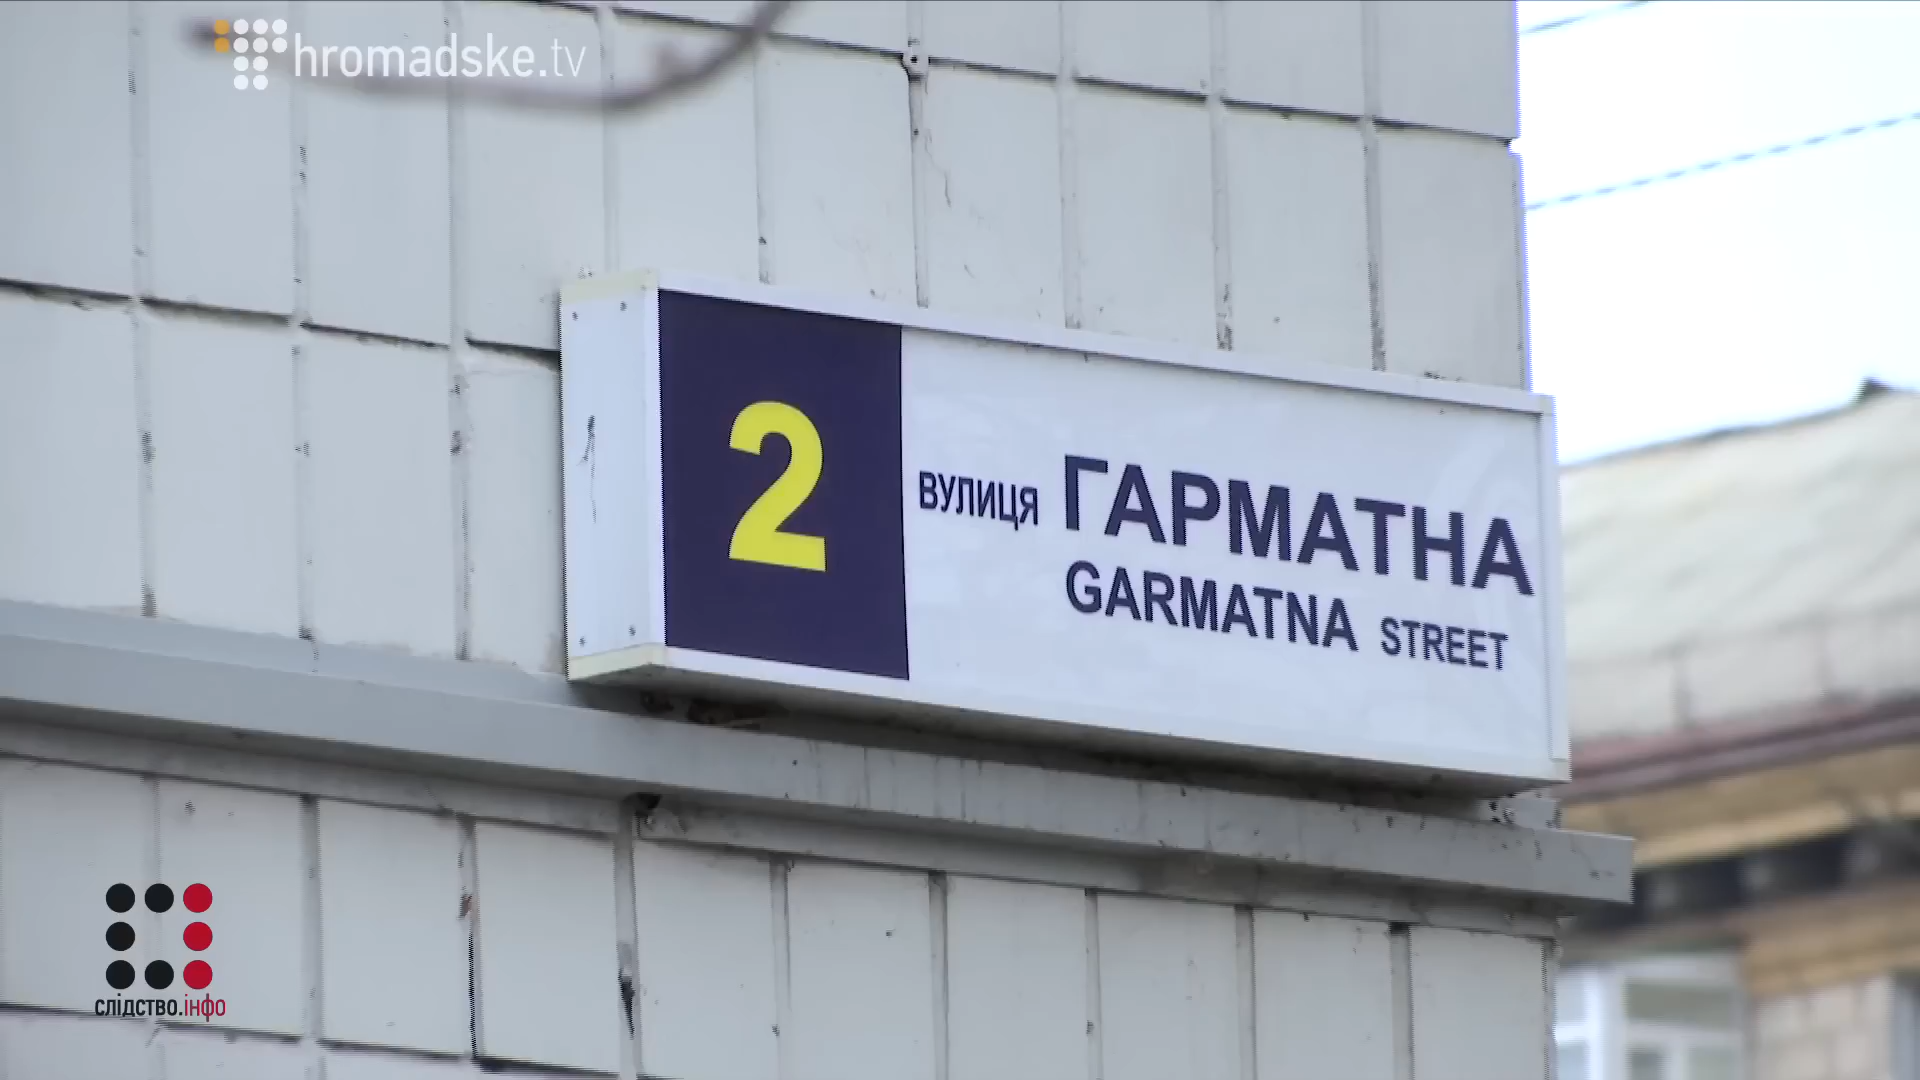 hromadske.tv
2
ВУЛИЦЯ ГАРМАТНА
GARMATNA STREET
слідство.інфо